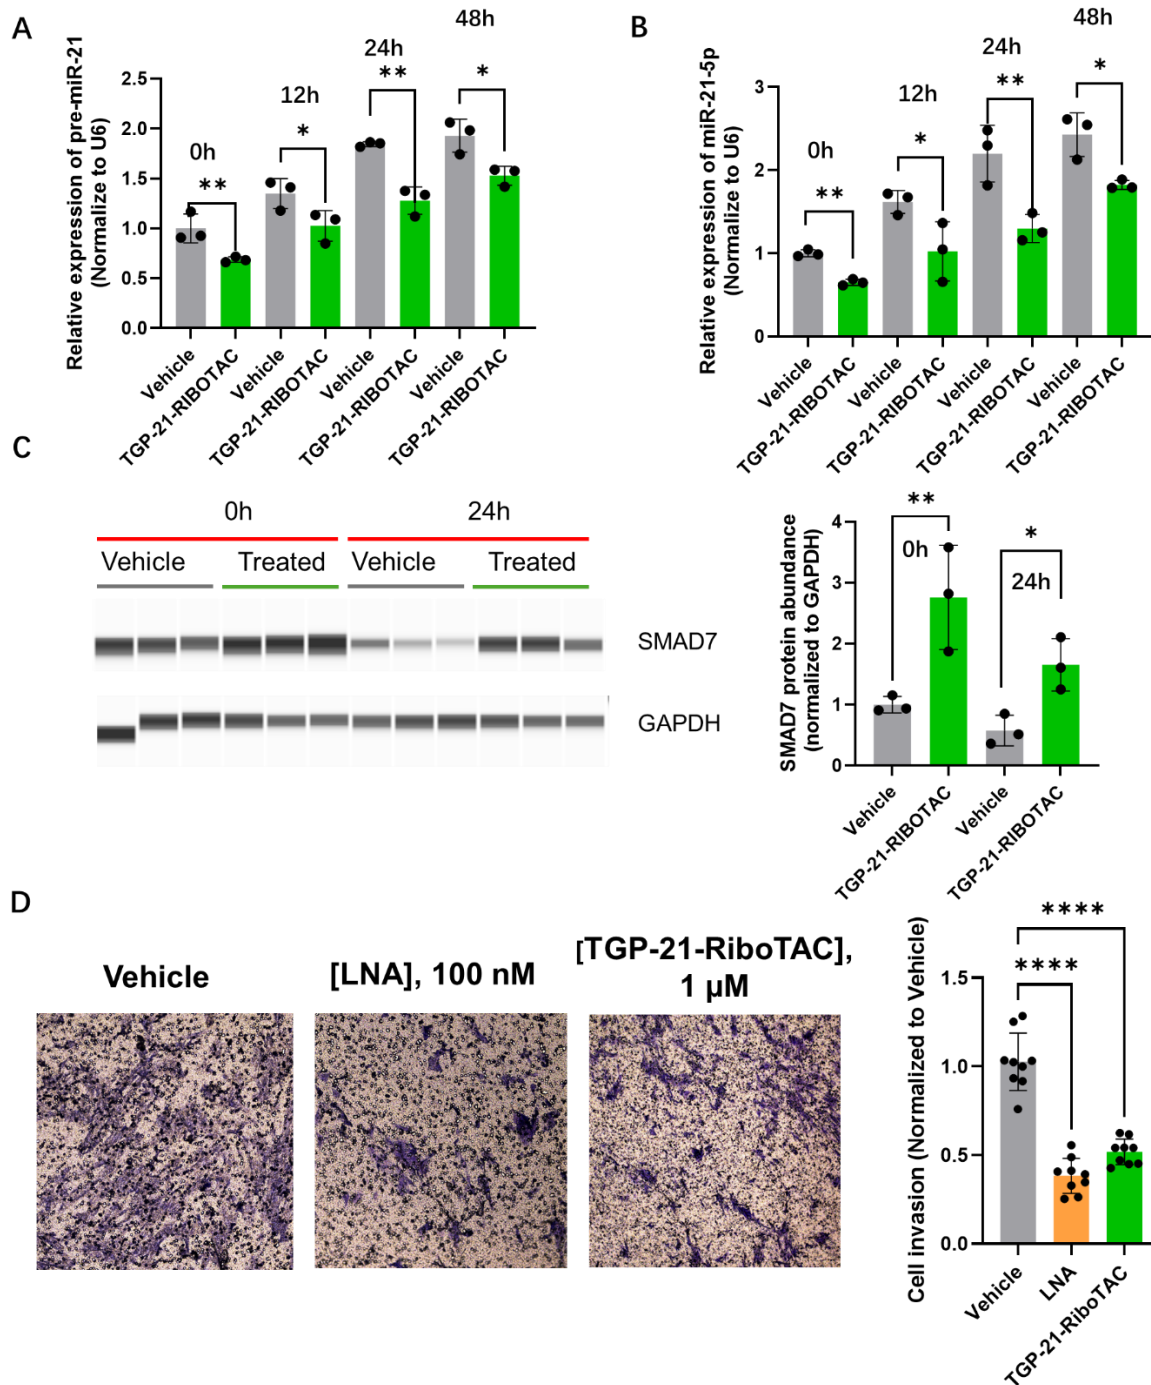 A
Relative expression of pre-miR-21
(Normalize to U6)
2.5
2.0
1.5
1.0
0.5
0.0
0h
12h
24h
48h
**
*
**
*
Vehicle
TGP-21-RIBOTAC
Vehicle
TGP-21-RIBOTAC
Vehicle
TGP-21-RIBOTAC
Vehicle
TGP-21-RIBOTAC
B
Relative expression of miR-21-5p
(Normalize to U6)
3
2
1
0
0h
12h
24h
48h
**
*
**
*
Vehicle
TGP-21-RIBOTAC
Vehicle
TGP-21-RIBOTAC
Vehicle
TGP-21-RIBOTAC
Vehicle
TGP-21-RIBOTAC
C
0h
24h
Vehicle
Treated
Vehicle
Treated
SMAD7
GAPDH
SMAD7 protein abundance
(normalized to GAPDH)
4
3
2
1
0
**
0h
*
24h
Vehicle
TGP-21-RIBOTAC
Vehicle
TGP-21-RIBOTAC
D
Vehicle
[LNA], 100 nM
[TGP-21-RiboTAC],
1 μM
Cell invasion (Normalized to Vehicle)
1.5
1.0
0.5
0.0
****
****
Vehicle
LNA
TGP-21-RiboTAC